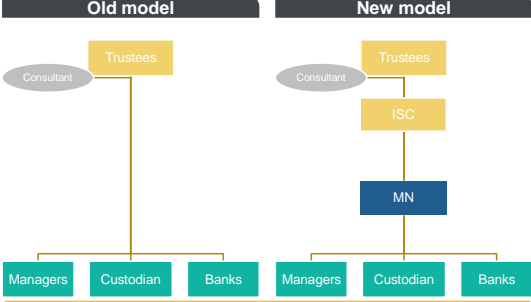 Old model
Trustees
Consultant
Managers
Custodian
Banks
New model
Trustees
Consultant
ISC
MN
Managers
Custodian
Banks